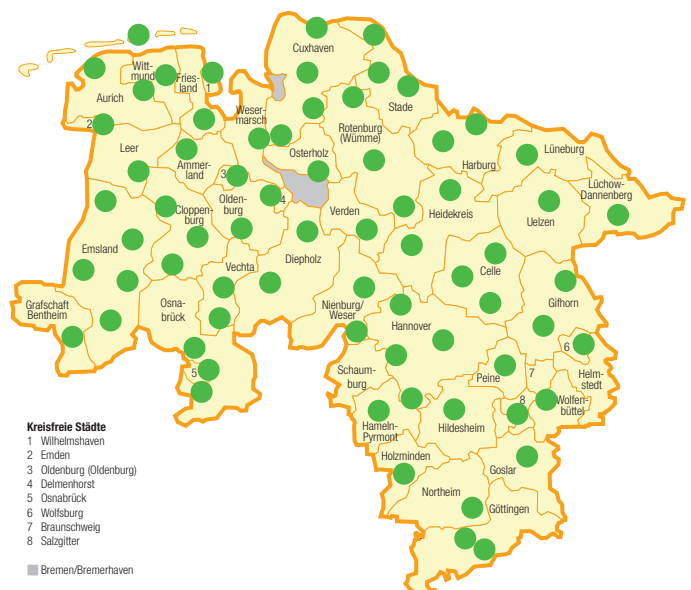 Cuxhaven
Witt-
mund
Fries-
land
1
Aurich
Stade
Weser-
marsch
2
Rotenburg
(Wümme)
Leer
Osterholz
Lüneburg
Harburg
Ammer-
land
3
Lüchow-
Dannenberg
Olden-
burg
4
Cloppen-
burg
Verden
Heidekreis
Uelzen
Emsland
Diepholz
Vechta
Celle
Grafschaft
Bentheim
Osna-
brück
Nienburg/
Weser
Gifhorn
Hannover
6
Schaum-
burg
5
Peine
7
Helm-
stedt
8
Wolfen-
büttel
Hameln-
Pyrmont
Hildesheim
Holzminden
Goslar
Northeim
Göttingen
Kreisfreie Städte
1 Wilhelmshaven
2 Emden
3 Oldenburg (Oldenburg)
4 Delmenhorst
5 Osnabrück
6 Wolfsburg
7 Braunschweig
8 Salzgitter
Bremen/Bremerhaven